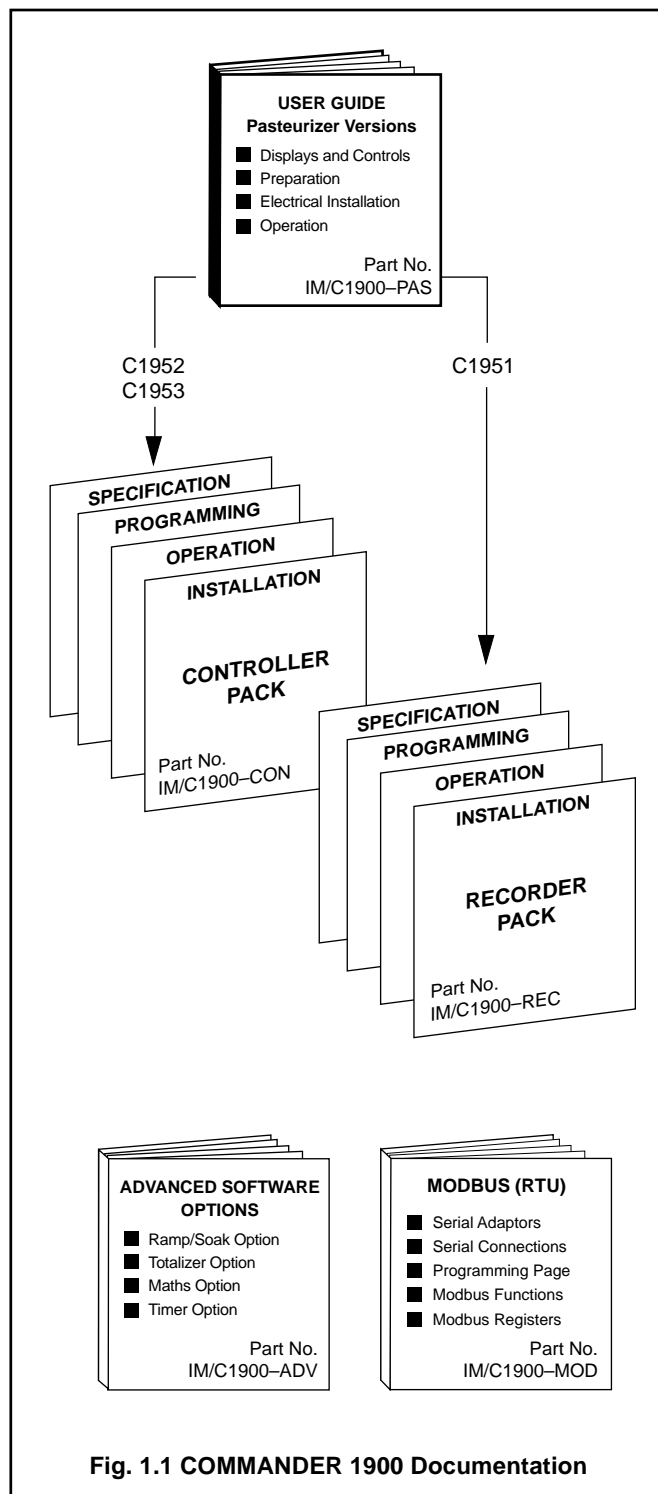 USER GUIDE
Pasteurizer Versions
■ Displays and Controls
■ Preparation
■ Electrical Installation
■ Operation
Part No.
IM/C1900–PAS
C1952
C1953
C1951
SPECIFICATION
PROGRAMMING
OPERATION
INSTALLATION
CONTROLLER
PACK
Part No.
IM/C1900–CON
SPECIFICATION
PROGRAMMING
OPERATION
INSTALLATION
RECORDER
PACK
Part No.
IM/C1900–REC
ADVANCED SOFTWARE
OPTIONS
■ Ramp/Soak Option
■ Totalizer Option
■ Maths Option
■ Timer Option
Part No.
IM/C1900–ADV
MODBUS (RTU)
■ Serial Adaptors
■ Serial Connections
■ Programming Page
■ Modbus Functions
■ Modbus Registers
Part No.
IM/C1900–MOD
Fig. 1.1 COMMANDER 1900 Documentation